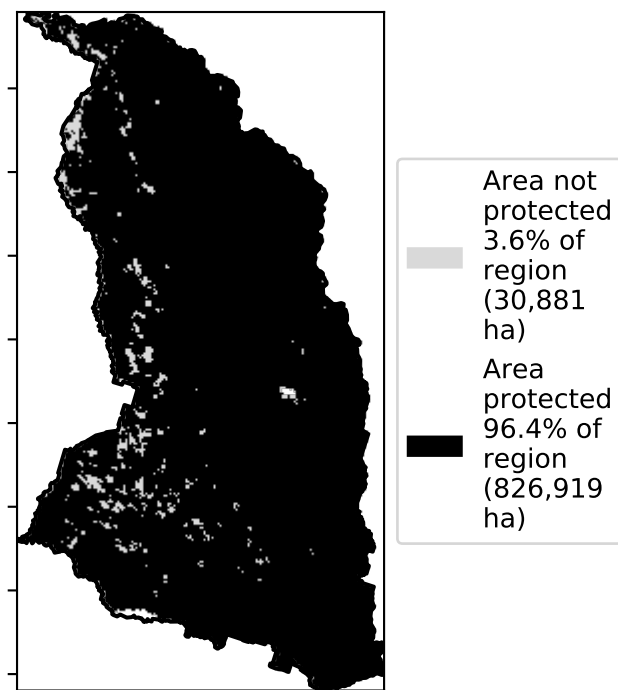 Area not
protected
3.6% of
region
(30,881
ha)
Area
protected
96.4% of
region
(826,919
ha)